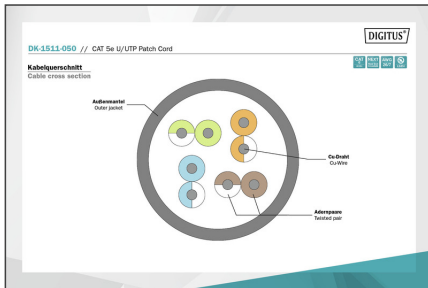 DIGITUS®
DK-1511-050 // CAT 5e U/UTP Patch Cord
Kabelquerschnitt
Cable cross section
Außenmantel
Outer jacket
Cu-Draht
Cu-Wire
Adernpaare
Twisted pair